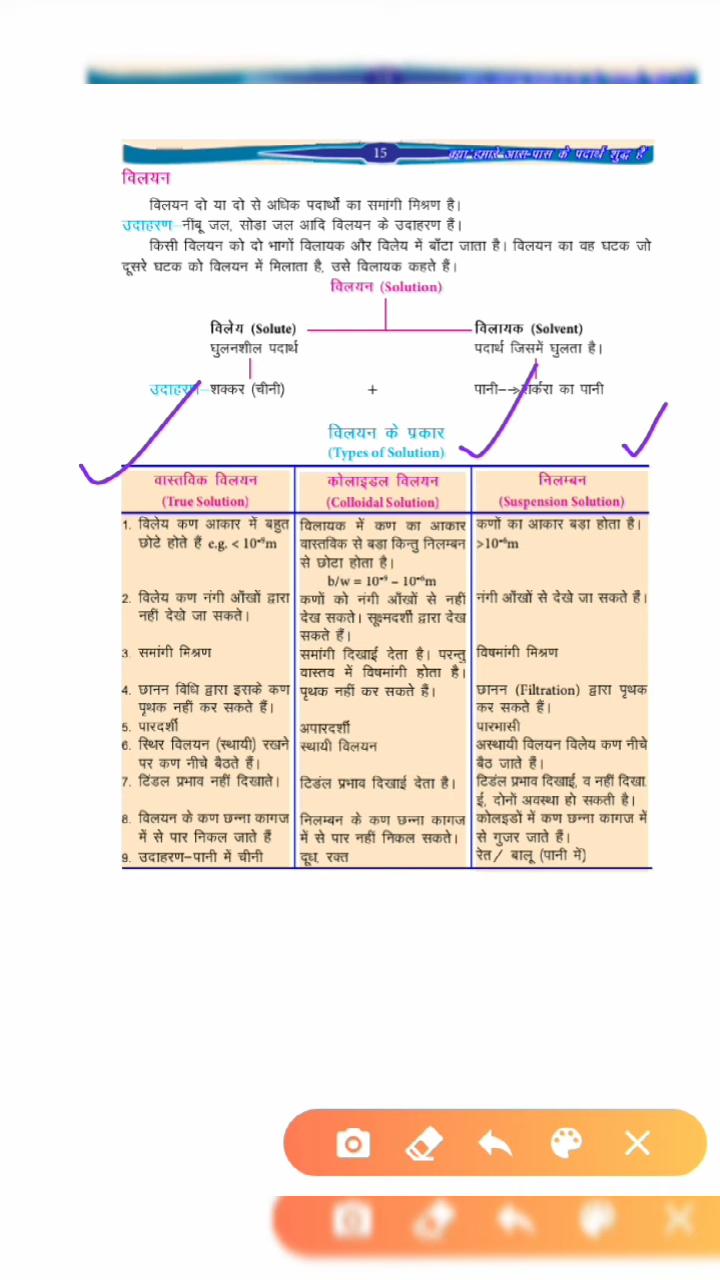 15 क्या हमारे आस-पास के पदार्थ शुद्ध हैं
विलयन
विलयन दो या दो से अधिक पदार्थों का समांगी मिश्रण है।
उदाहरण–नींबू जल, सोडा जल आदि विलयन के उदाहरण हैं।
किसी विलयन को दो भागों विलायक और विलेय में बाँटा जाता है। विलयन का वह घटक जो
दूसरे घटक को विलयन में मिलाता है, उसे विलायक कहते हैं।
विलयन (Solution)
विलेय (Solute) विलायक (Solvent)
घुलनशील पदार्थ पदार्थ जिसमें घुलता है।
उदाहरण–शक्कर (चीनी) + पानी-->शर्करा का पानी
विलयन के प्रकार
(Types of Solution)
वास्तविक विलयन कोलाइडल विलयन निलम्बन
(True Solution) (Colloidal Solution) (Suspension Solution)
1. विलेय कण आकार में बहुत विलायक में कण का आकार कणों का आकार बड़ा होता है।
छोटे होते हैं e.g. < 10⁻⁹m वास्तविक से बड़ा किन्तु निलम्बन >10⁻⁶m
से छोटा होता है।
b/w = 10⁻⁹ – 10⁻⁶m
2. विलेय कण नंगी आँखों द्वारा कणों को नंगी आँखों से नहीं नंगी आँखों से देखे जा सकते हैं।
नहीं देखे जा सकते। देख सकते। सूक्ष्मदर्शी द्वारा देख
सकते हैं।
3. समांगी मिश्रण समांगी दिखाई देता है। परन्तु विषमांगी मिश्रण
वास्तव में विषमांगी होता है।
4. छानन विधि द्वारा इसके कण पृथक नहीं कर सकते हैं। छानन (Filtration) द्वारा पृथक
पृथक नहीं कर सकते हैं। कर सकते हैं।
5. पारदर्शी अपारदर्शी पारभासी
6. स्थिर विलयन (स्थायी) रखने स्थायी विलयन अस्थायी विलयन विलेय कण नीचे
पर कण नीचे बैठते हैं। बैठ जाते हैं।
7. टिंडल प्रभाव नहीं दिखाते। टिडंल प्रभाव दिखाई देता है। टिडंल प्रभाव दिखाई, व नहीं दिखा
ई, दोनों अवस्था हो सकती है।
8. विलयन के कण छन्ना कागज निलम्बन के कण छन्ना कागज कोलइडों में कण छन्ना कागज में
में से पार निकल जाते हैं में से पार नहीं निकल सकते। से गुजर जाते हैं।
9. उदाहरण–पानी में चीनी दूध, रक्त रेत/ बालू (पानी में)